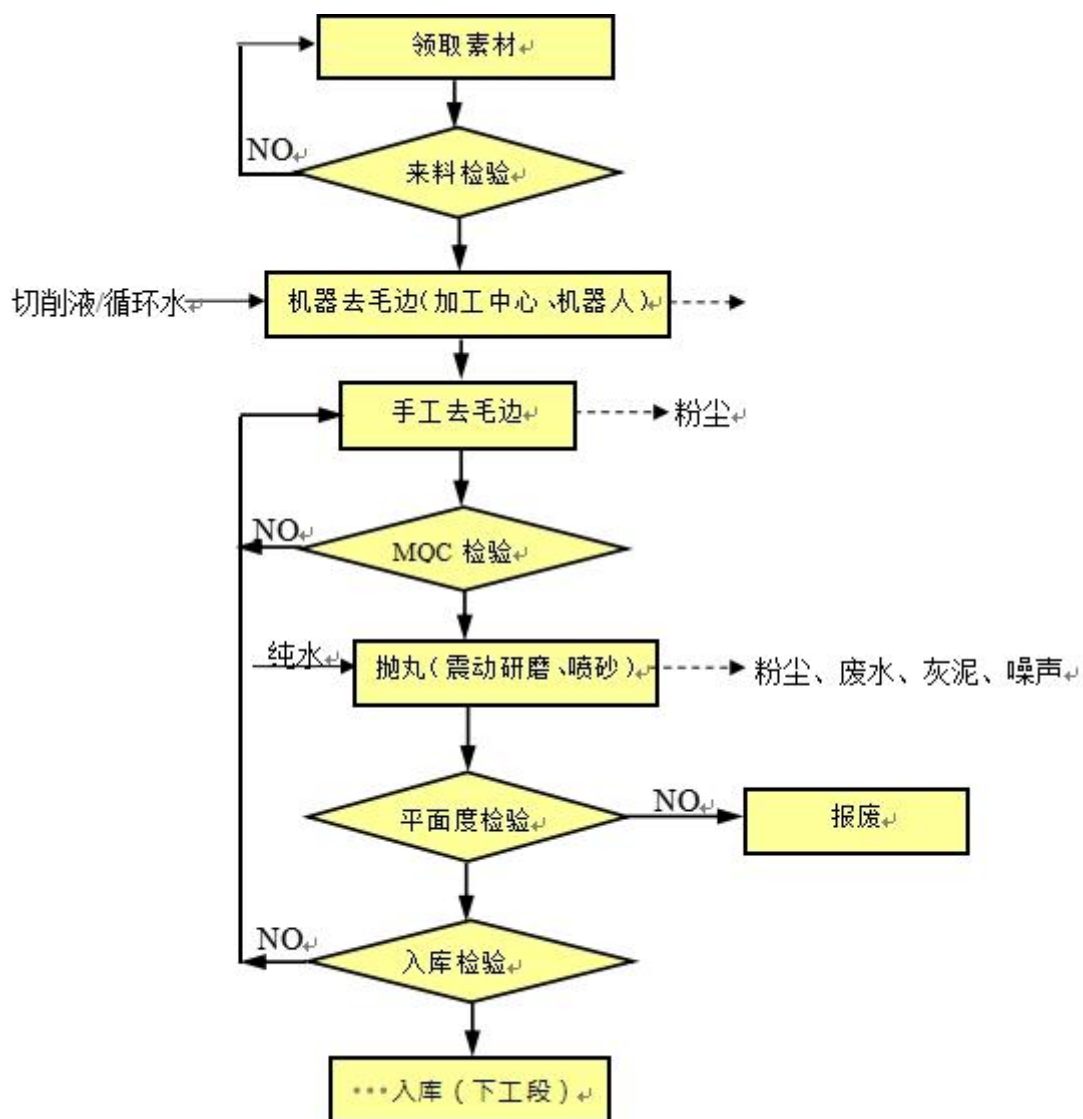 领取素材↵
NO↵
来料检验↵
切削液/循环水↵
机器去毛边(加工中心、机器人)↵
手工去毛边↵
粉尘↵
NO↵
MQC 检验↵
纯水↵
抛丸(震动研磨、喷砂)↵
粉尘、废水、灰泥、噪声↵
平面度检验↵
NO↵
报废↵
NO↵
入库检验↵
···入库(下工段)↵